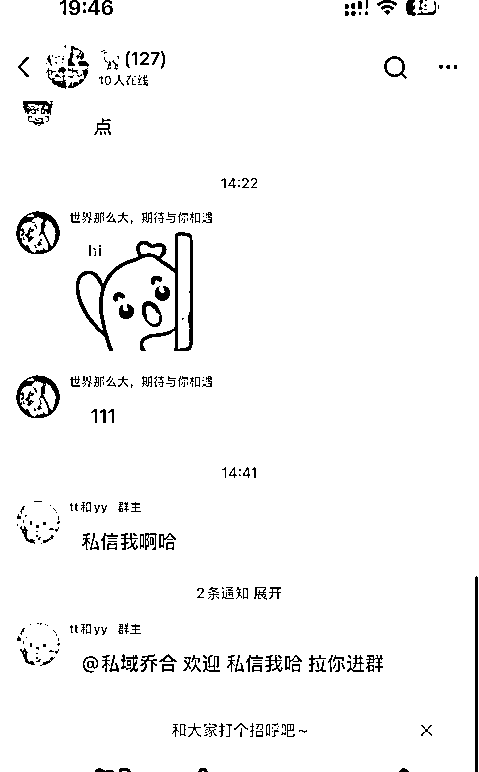 19:46
(127)
10人在线
点
14:22
世界那么大，期待与你相遇
hi
世界那么大，期待与你相遇
111
14:41
tt和yy 群主
私信我啊哈
2条通知 展开
tt和yy 群主
@私域乔合 欢迎 私信我哈 拉你进群
和大家打个招呼吧~